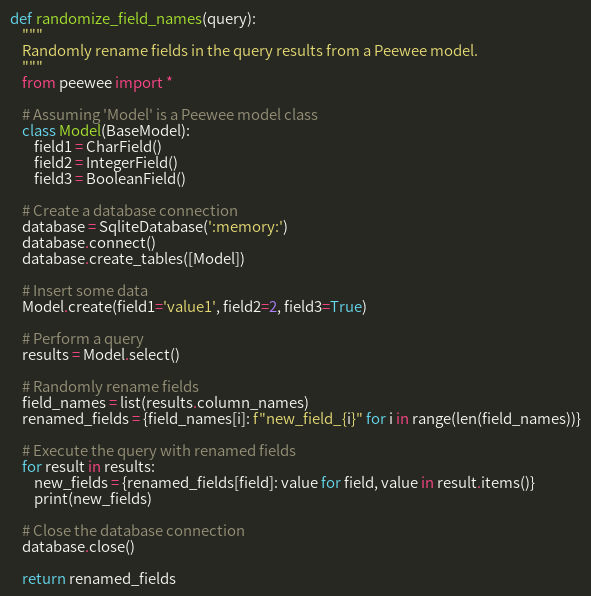 def randomize_field_names(query):
    """
    Randomly rename fields in the query results from a Peewee model.
    """
    from peewee import *

    # Assuming 'Model' is a Peewee model class
    class Model(BaseModel):
        field1 = CharField()
        field2 = IntegerField()
        field3 = BooleanField()

    # Create a database connection
    database = SqliteDatabase(':memory:')
    database.connect()
    database.create_tables([Model])

    # Insert some data
    Model.create(field1='value1', field2=2, field3=True)

    # Perform a query
    results = Model.select()

    # Randomly rename fields
    field_names = list(results.column_names)
    renamed_fields = {field_names[i]: f"new_field_{i}" for i in range(len(field_names))}

    # Execute the query with renamed fields
    for result in results:
        new_fields = {renamed_fields[field]: value for field, value in result.items()}
        print(new_fields)

    # Close the database connection
    database.close()

    return renamed_fields